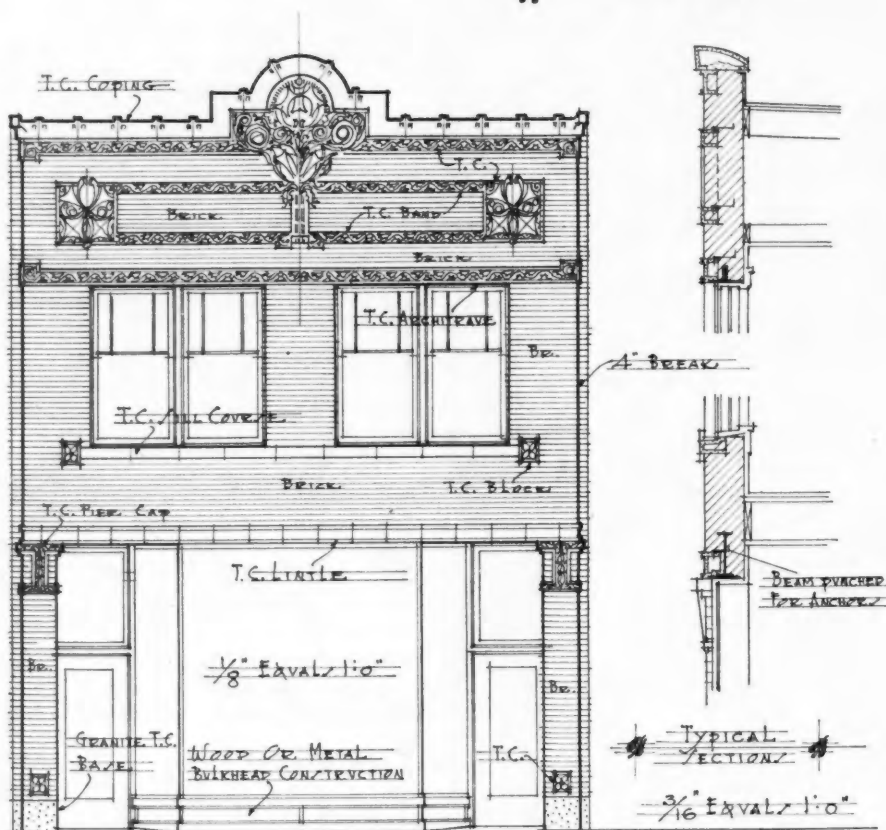 T.C. COPING
T.C.
BRICK
T.C. BAND
BRICK
T.C. ARCHITRAVE
BR.
4" BREAK
T.C. SILL COURSE
BRICK
T.C. BLOCK
T.C. PIER CAP
T.C. LINTLE
BEAM PUNCHED
FOR ANCHORS
BR.
1/8" EQUALS 1'-0"
BR.
GRANITE T.C.
BASE
WOOD OR METAL
BULKHEAD CONSTRUCTION
T.C.
TYPICAL
SECTIONS
3/16" EQUALS 1'-0"